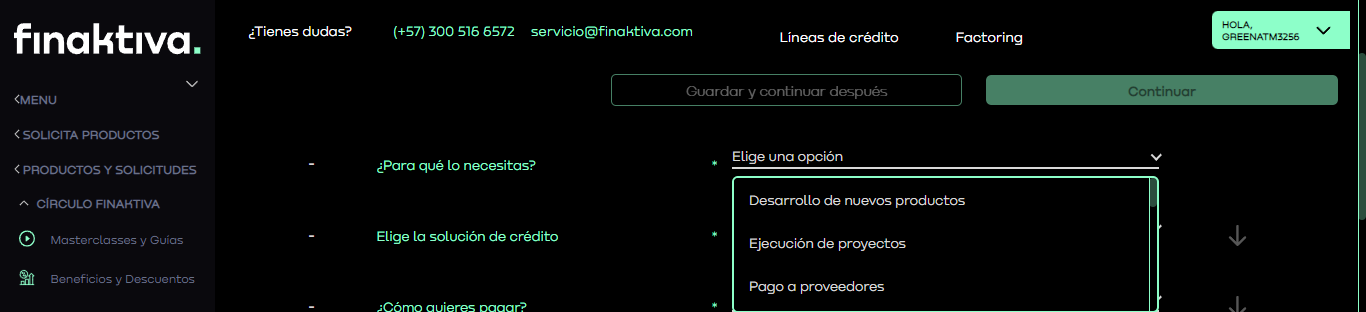 finaktiva.
¿Tienes dudas?
(+57) 300 516 6572
servicio@finaktiva.com
Líneas de crédito
Factoring
HOLA,
GREENATM3256
MENU
SOLICITA PRODUCTOS
PRODUCTOS Y SOLICITUDES
CÍRCULO FINAKTIVA
Masterclasses y Guías
Beneficios y Descuentos
Guardar y continuar después
Continuar
- ¿Para qué lo necesitas? *
Elige una opción
Desarrollo de nuevos productos
Ejecución de proyectos
Pago a proveedores
- Elige la solución de crédito *
- ¿Cómo quieres pagar? *